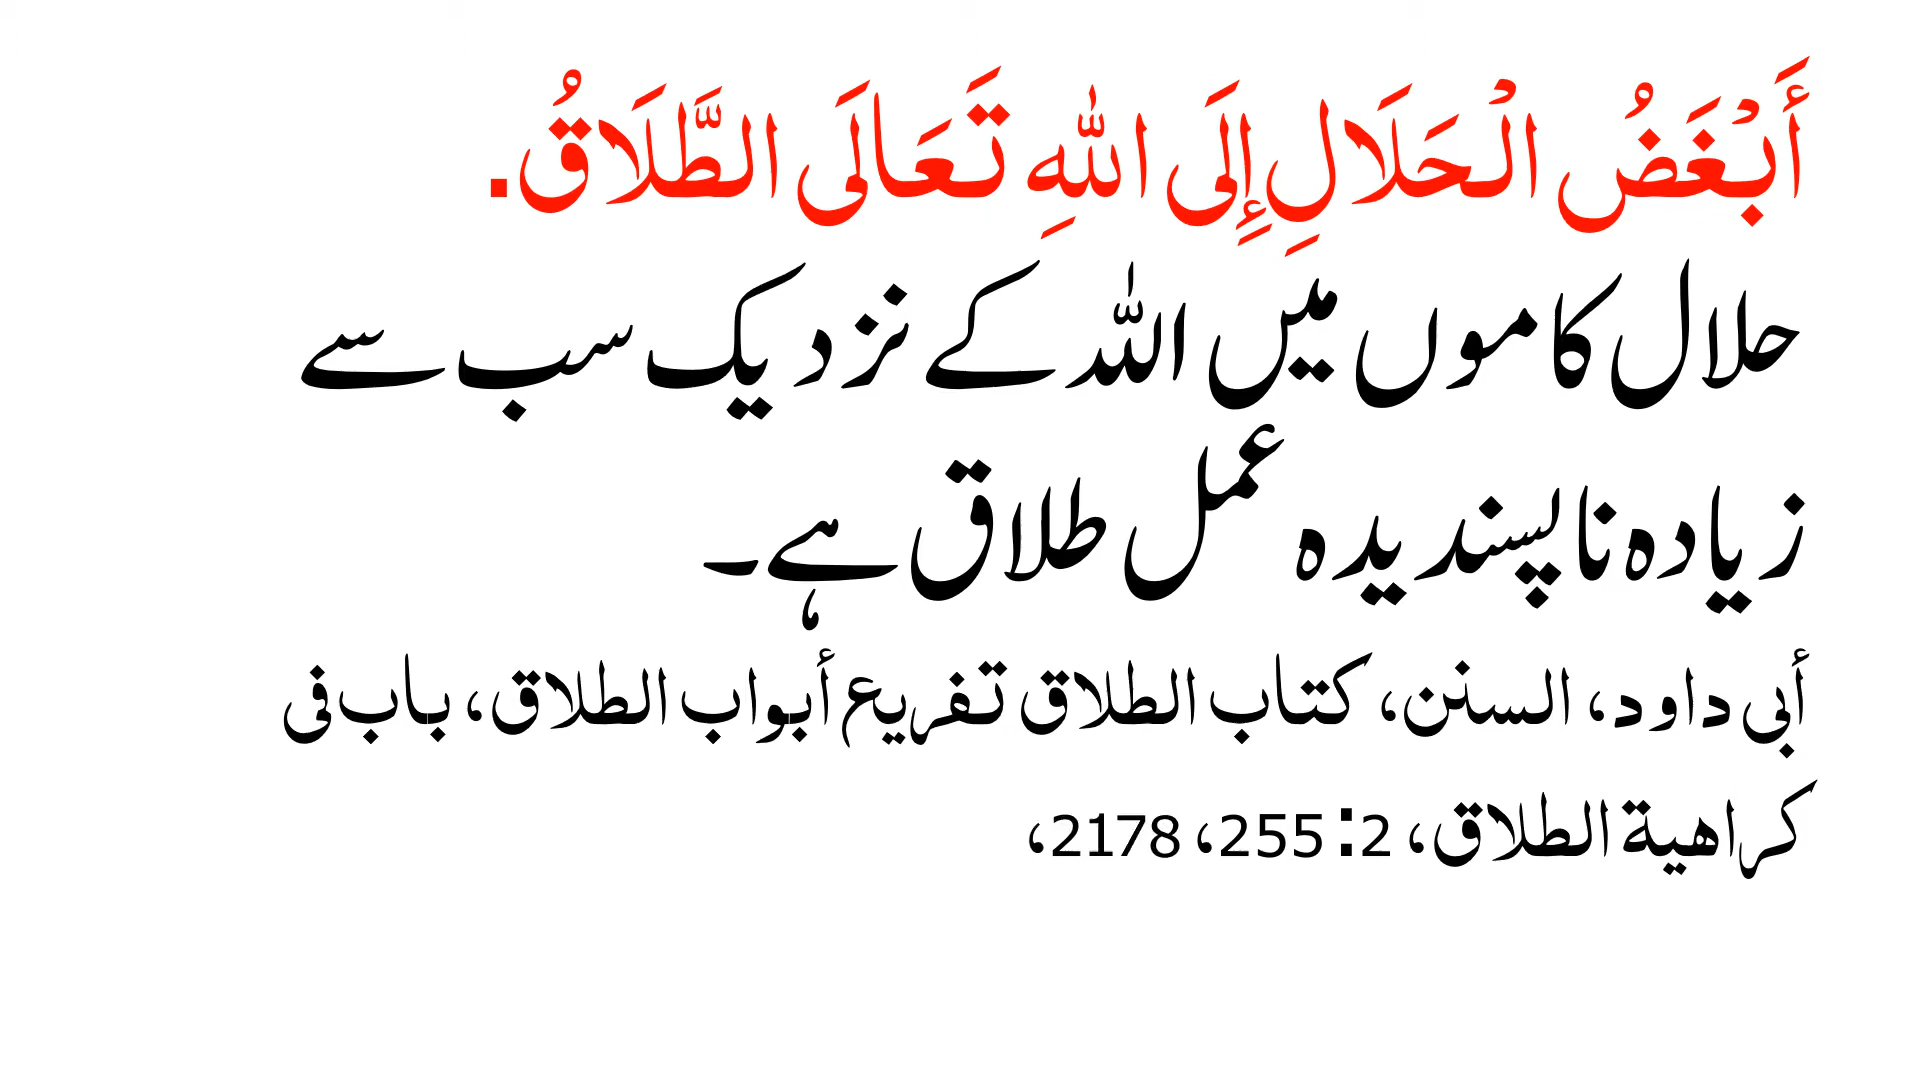 أَبْغَضُ الْحَلَالِ إِلَى اللهِ تَعَالَى الطَّلَاقُ.
حلال کاموں میں اللہ کے نزدیک سب سے
زیادہ ناپسندیدہ عمل طلاق ہے۔
أبی داود، السنن، کتاب الطلاق تفریع أبواب الطلاق، باب فی
کراهية الطلاق، 2: 255، 2178،